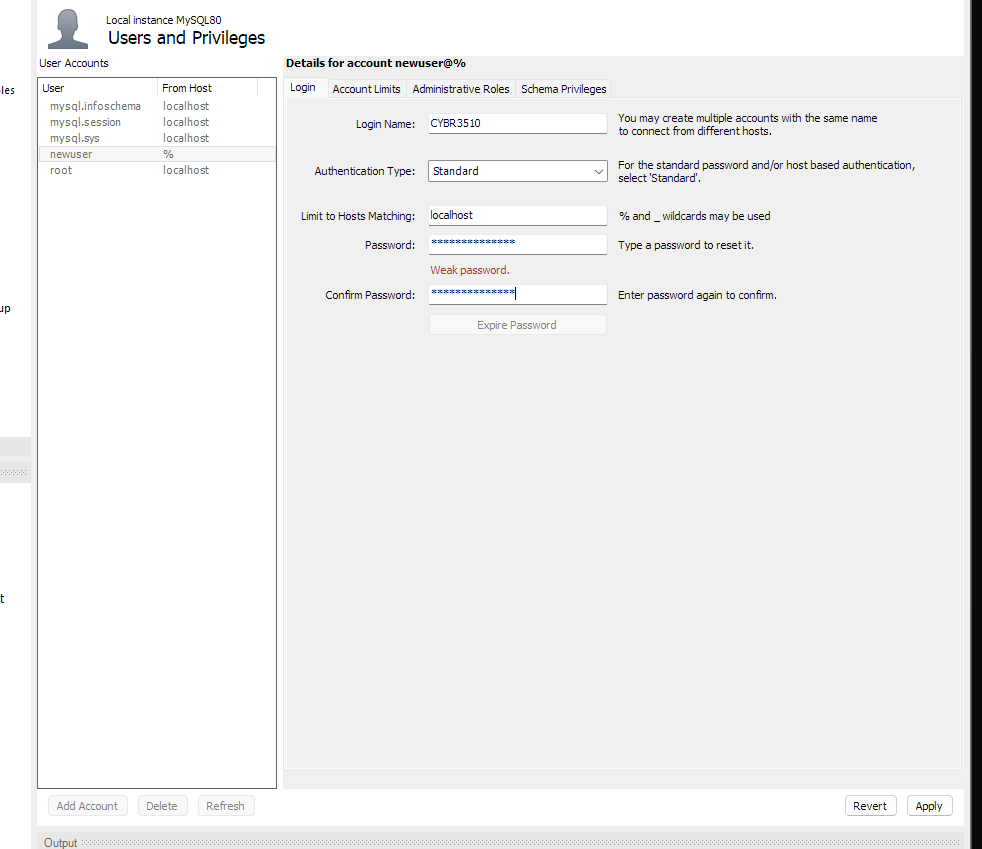 Local instance MySQL80
Users and Privileges
User Accounts
User From Host
mysql.infoschema localhost
mysql.session localhost
mysql.sys localhost
newuser %
root localhost
Add Account Delete Refresh
Details for account newuser@%
Login Account Limits Administrative Roles Schema Privileges
Login Name: CYBR3510 You may create multiple accounts with the same name
to connect from different hosts.
Authentication Type: Standard For the standard password and/or host based authentication,
select 'Standard'.
Limit to Hosts Matching: localhost % and _ wildcards may be used
Password: ************** Type a password to reset it.
Weak password.
Confirm Password: ************** Enter password again to confirm.
Expire Password
Revert Apply
Output
les
up
t